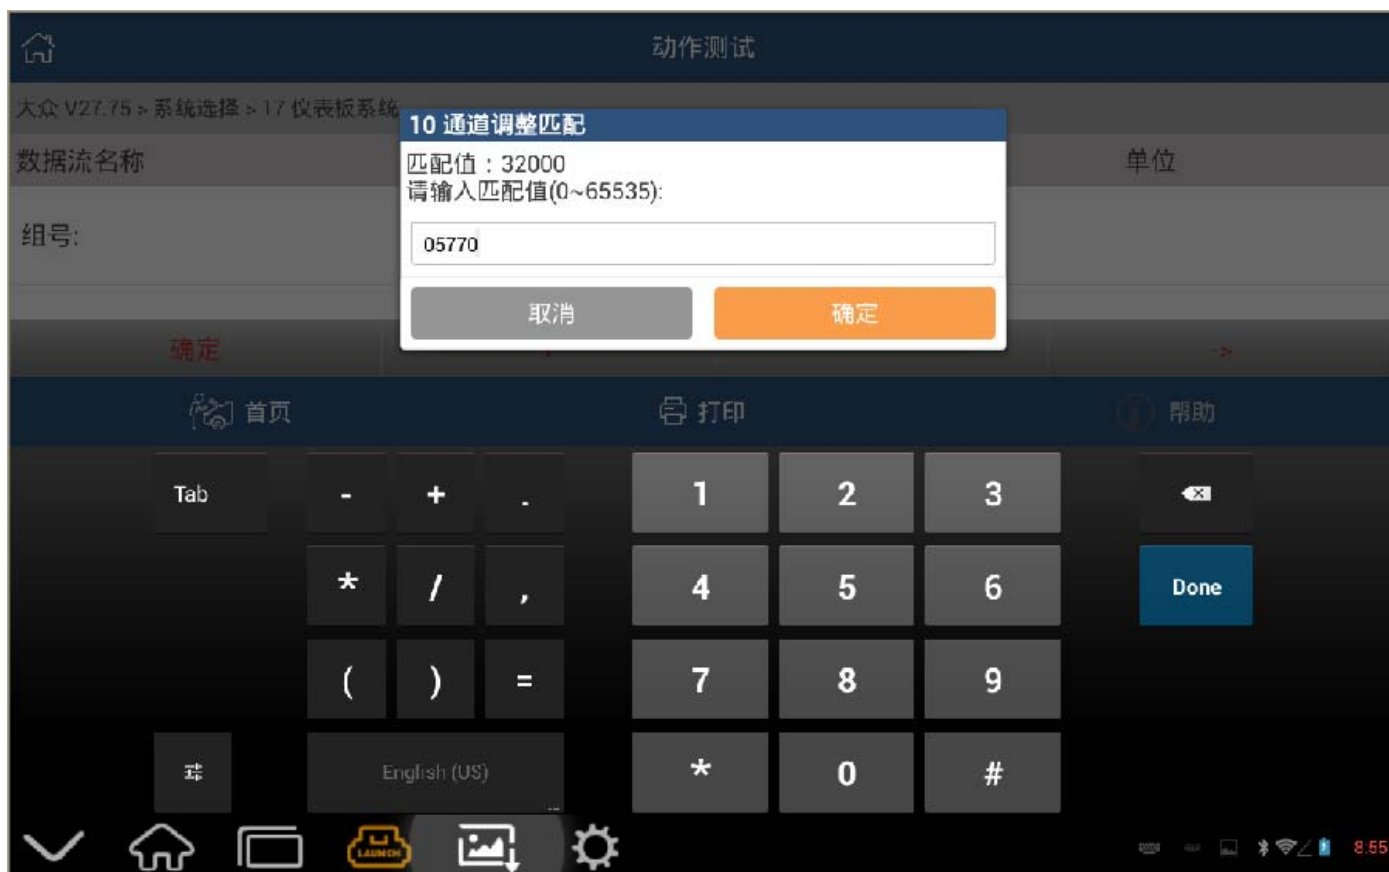 动作测试
大众 V27.75 > 系统选择 > 17 仪表板系统
数据流名称
单位
组号:
10 通道调整匹配
匹配值：32000
请输入匹配值(0~65535):
05770
取消
确定
确定
->
首页
打印
帮助
Tab
-
+
.
1
2
3
*
/
,
4
5
6
Done
(
)
=
7
8
9
English (US)
*
0
#
LAUNCH
8:55